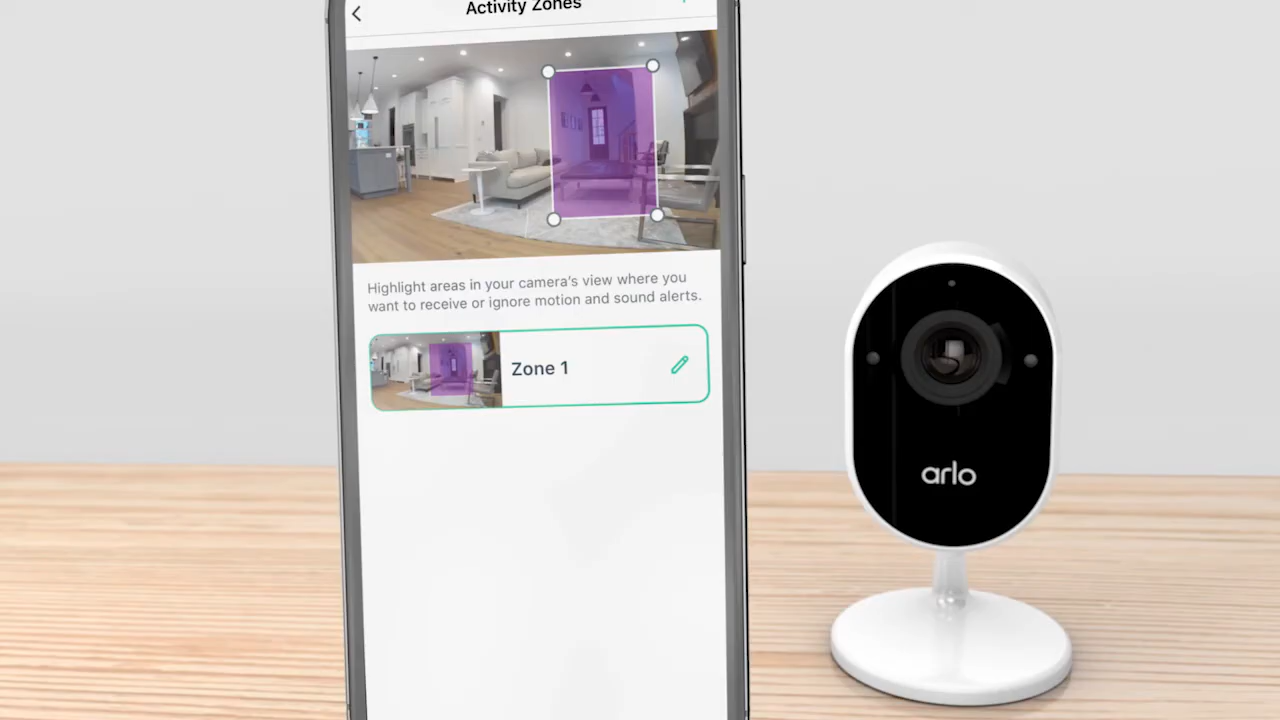 Activity Zones
Highlight areas in your camera's view where you
want to receive or ignore motion and sound alerts.
Zone 1
arlo